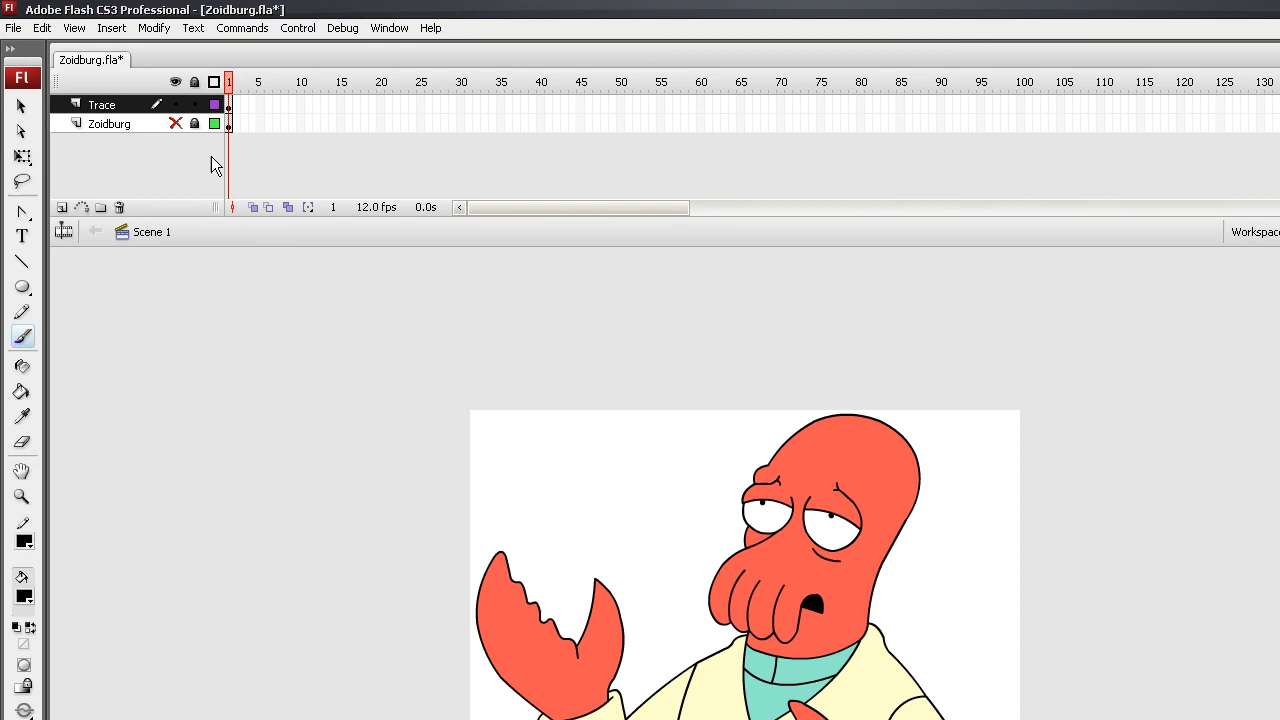 Fl Adobe Flash CS3 Professional - [Zoidburg.fla*]
File Edit View Insert Modify Text Commands Control Debug Window Help
Zoidburg.fla*
Fl
1 5 10 15 20 25 30 35 40 45 50 55 60 65 70 75 80 85 90 95 100 105 110 115 120 125 130
Trace
Zoidburg
1 12.0 fps 0.0s
Scene 1 Workspace
T